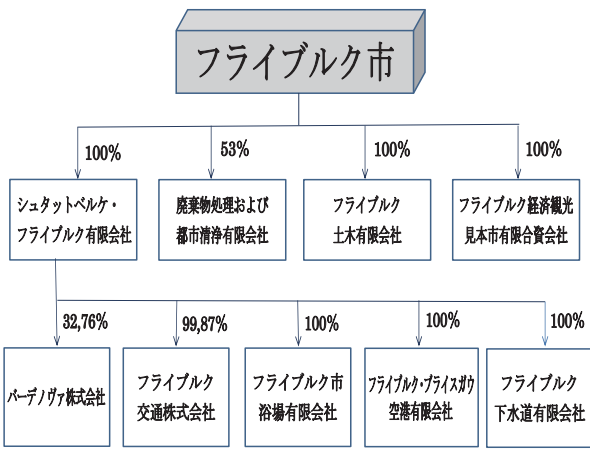 フライブルク市
100%
53%
100%
100%
シュタットベルケ・
フライブルク有限会社
廃棄物処理および
都市清浄有限会社
フライブルク
土木有限会社
フライブルク経済観光
見本市有限合資会社
32,76%
99,87%
100%
100%
100%
バーデノヴァ株式会社
フライブルク
交通株式会社
フライブルク市
浴場有限会社
フライブルク・ブライスガウ
空港有限会社
フライブルク
下水道有限会社